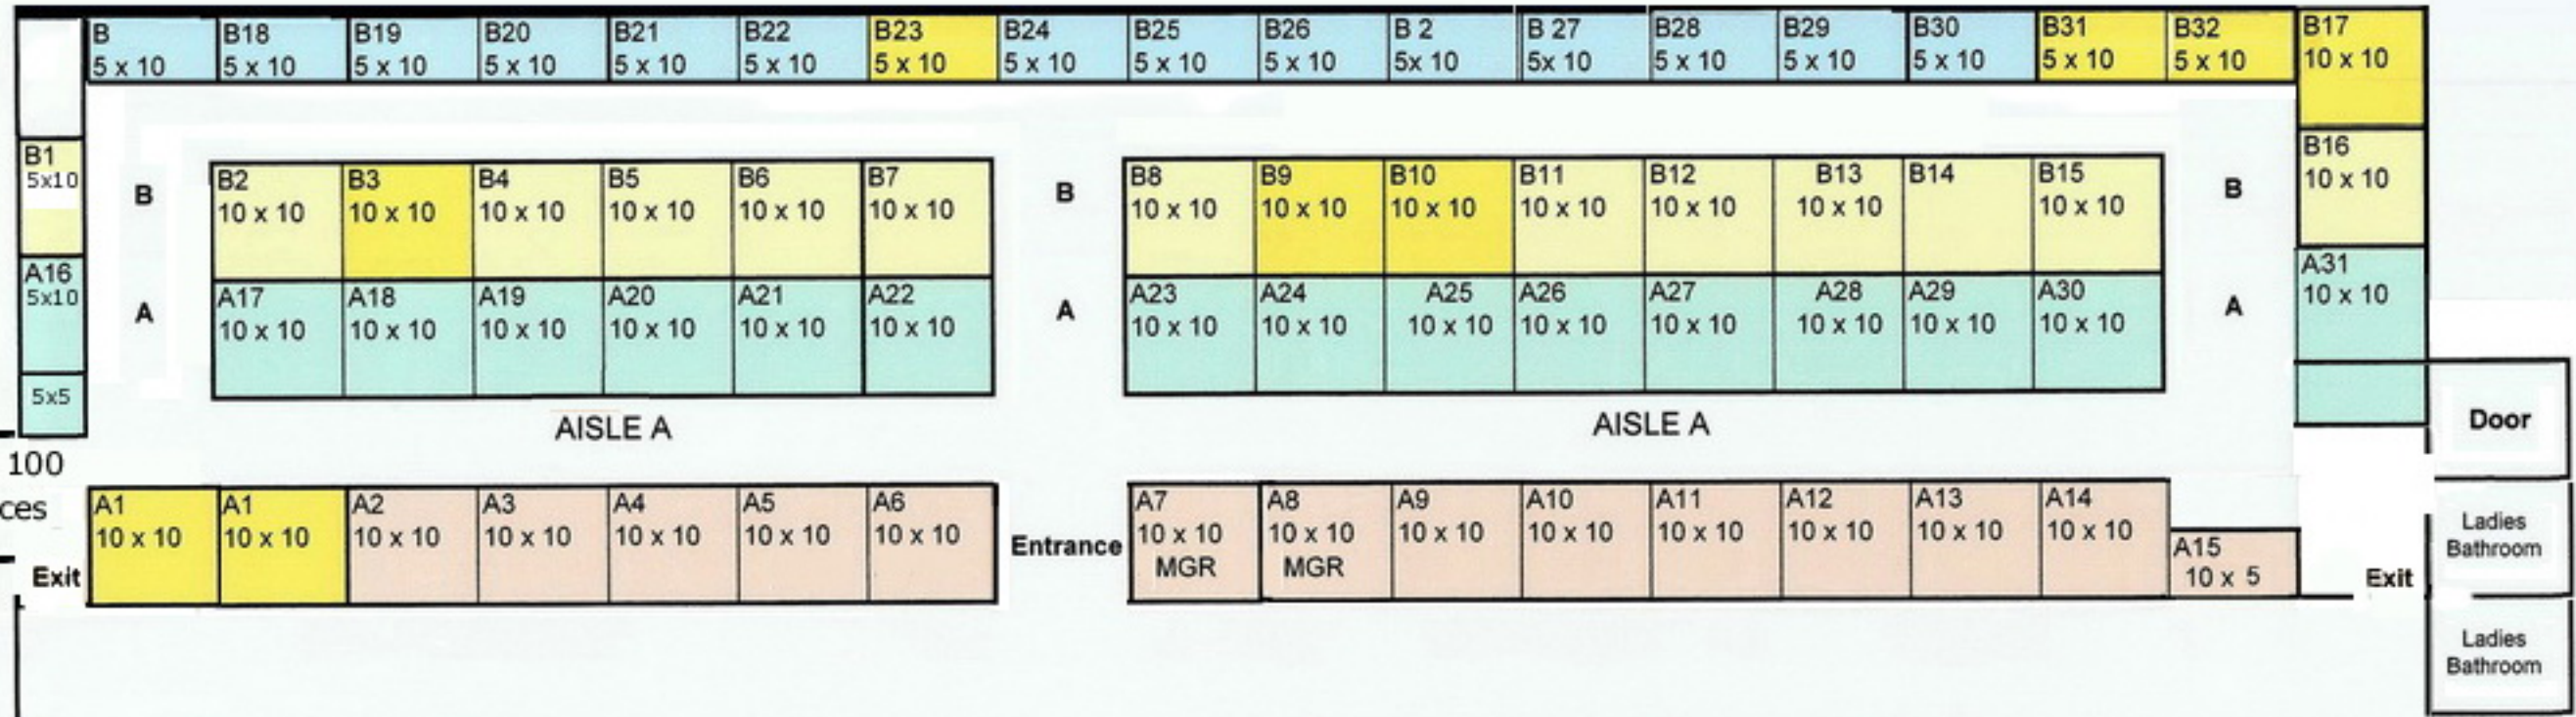 B
5 x 10
B18
5 x 10
B19
5 x 10
B20
5 x 10
B21
5 x 10
B22
5 x 10
B23
5 x 10
B24
5 x 10
B25
5 x 10
B26
5 x 10
B 2
5x 10
B 27
5x 10
B28
5 x 10
B29
5 x 10
B30
5 x 10
B31
5 x 10
B32
5 x 10
B17
10 x 10
B1
5x10
B
B2
10 x 10
B3
10 x 10
B4
10 x 10
B5
10 x 10
B6
10 x 10
B7
10 x 10
B
B8
10 x 10
B9
10 x 10
B10
10 x 10
B11
10 x 10
B12
10 x 10
B13
10 x 10
B14
B15
10 x 10
B
B16
10 x 10
A16
5x10
A
A17
10 x 10
A18
10 x 10
A19
10 x 10
A20
10 x 10
A21
10 x 10
A22
10 x 10
A
A23
10 x 10
A24
10 x 10
A25
10 x 10
A26
10 x 10
A27
10 x 10
A28
10 x 10
A29
10 x 10
A30
10 x 10
A
A31
10 x 10
5x5
AISLE A
AISLE A
Door
100
ces
Exit
A1
10 x 10
A1
10 x 10
A2
10 x 10
A3
10 x 10
A4
10 x 10
A5
10 x 10
A6
10 x 10
Entrance
A7
10 x 10
MGR
A8
10 x 10
MGR
A9
10 x 10
A10
10 x 10
A11
10 x 10
A12
10 x 10
A13
10 x 10
A14
10 x 10
A15
10 x 5
Exit
Ladies
Bathroom
Ladies
Bathroom